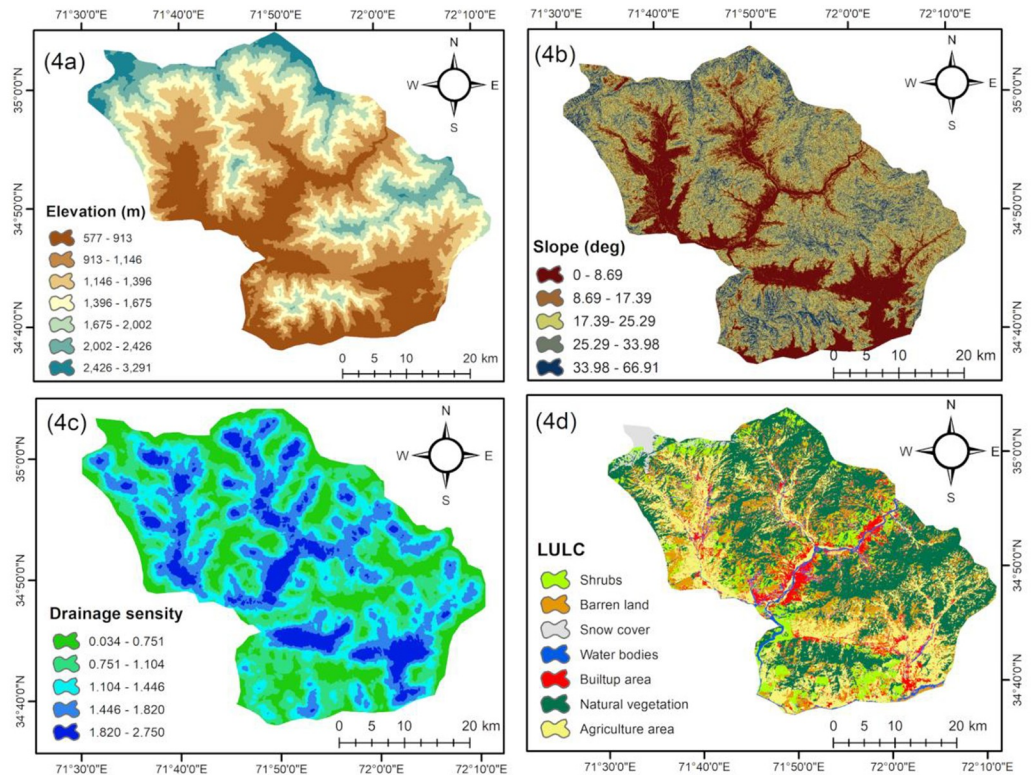 71°30'0"E 71°40'0"E 71°50'0"E 72°0'0"E 72°10'0"E
(4a)
N
W E
S
35°0'0"N
34°50'0"N
34°40'0"N
Elevation (m)
577 - 913
913 - 1,146
1,146 - 1,396
1,396 - 1,675
1,675 - 2,002
2,002 - 2,426
2,426 - 3,291
0 5 10 20 km
71°30'0"E 71°40'0"E 71°50'0"E 72°0'0"E 72°10'0"E
(4b)
N
W E
S
35°0'0"N
34°50'0"N
34°40'0"N
Slope (deg)
0 - 8.69
8.69 - 17.39
17.39- 25.29
25.29 - 33.98
33.98 - 66.91
0 5 10 20 km
(4c)
N
W E
S
35°0'0"N
34°50'0"N
34°40'0"N
Drainage sensity
0.034 - 0.751
0.751 - 1.104
1.104 - 1.446
1.446 - 1.820
1.820 - 2.750
0 5 10 20 km
71°30'0"E 71°40'0"E 71°50'0"E 72°0'0"E 72°10'0"E
(4d)
N
W E
S
35°0'0"N
34°50'0"N
34°40'0"N
LULC
Shrubs
Barren land
Snow cover
Water bodies
Builtup area
Natural vegetation
Agriculture area
0 5 10 20 km
71°30'0"E 71°40'0"E 71°50'0"E 72°0'0"E 72°10'0"E